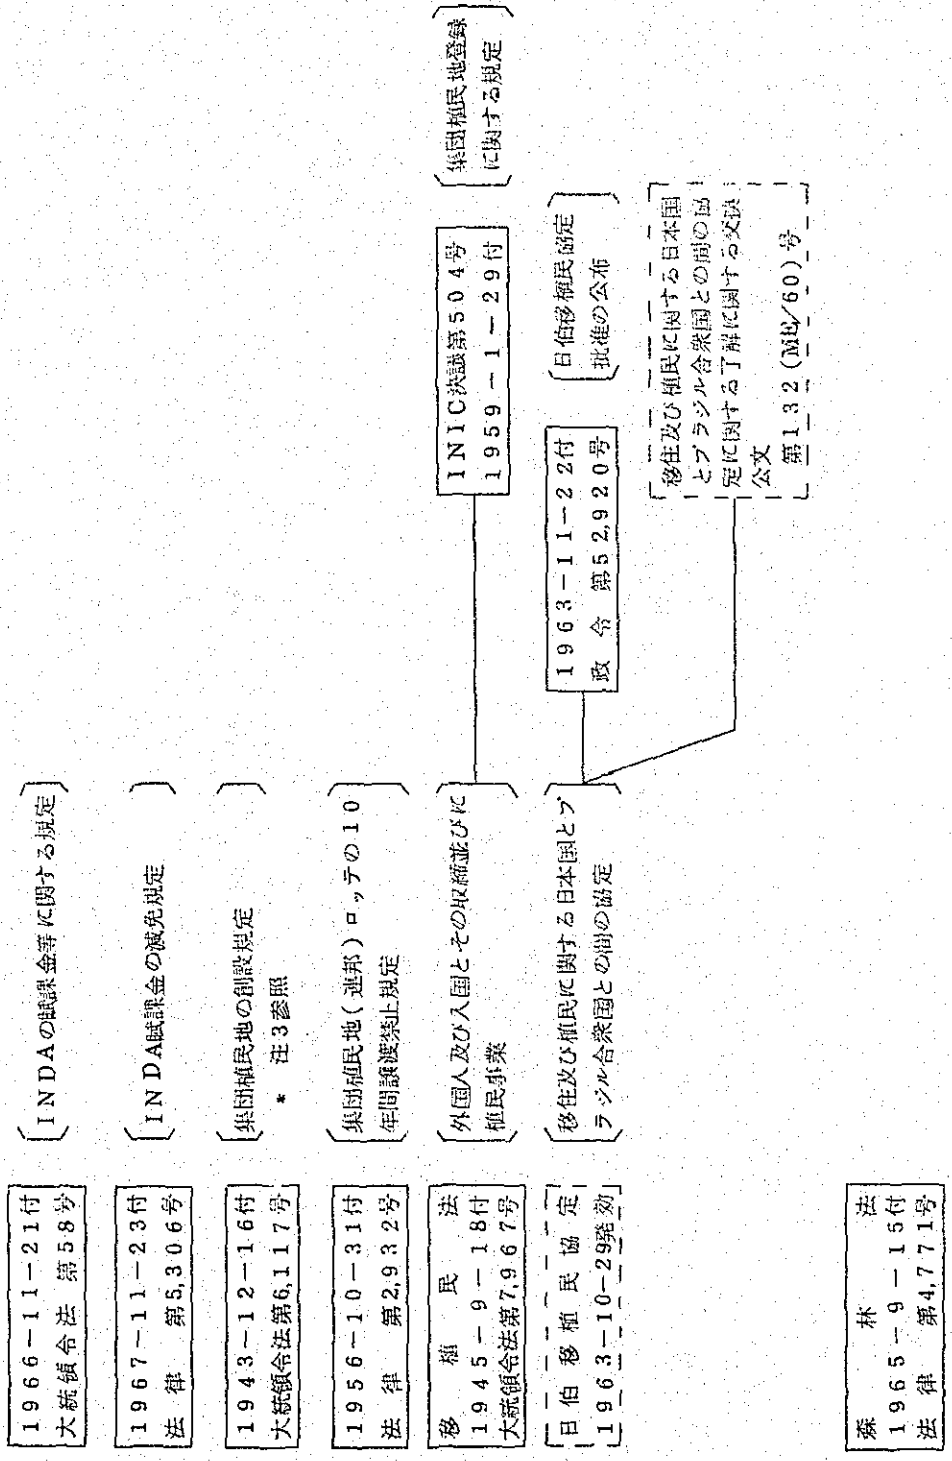 1966-11-21付
大統領令法 第58号
INDAの賦課金等に関する規定
1967-11-23付
法律 第5,306号
INDA賦課金の減免規定
1943-12-16付
大統領令法第6,117号
集団植民地の創設規定
* 注3参照
1956-10-31付
法律 第2,932号
集団植民地(連邦)ロッテの10
年間譲渡禁止規定
移植民法
1945-9-18付
大統領令法第7,967号
外国人及び入国とその取締並びに
植民事業
INIC決議第504号
1959-1-29付
集団植民地登録
に関する規定
日伯移植民協定
1963-10-29発効
移住及び植民に関する日本国とブ
ラジル合衆国との間の協定
1963-11-22付
政令 第52,920号
日伯移植民協定
批准の公布
移住及び植民に関する日本国
とブラジル合衆国との間の協
定に関する了解に関する交換
公文
第132(ME/60)号
森林法
1965-9-15付
法律 第4,771号